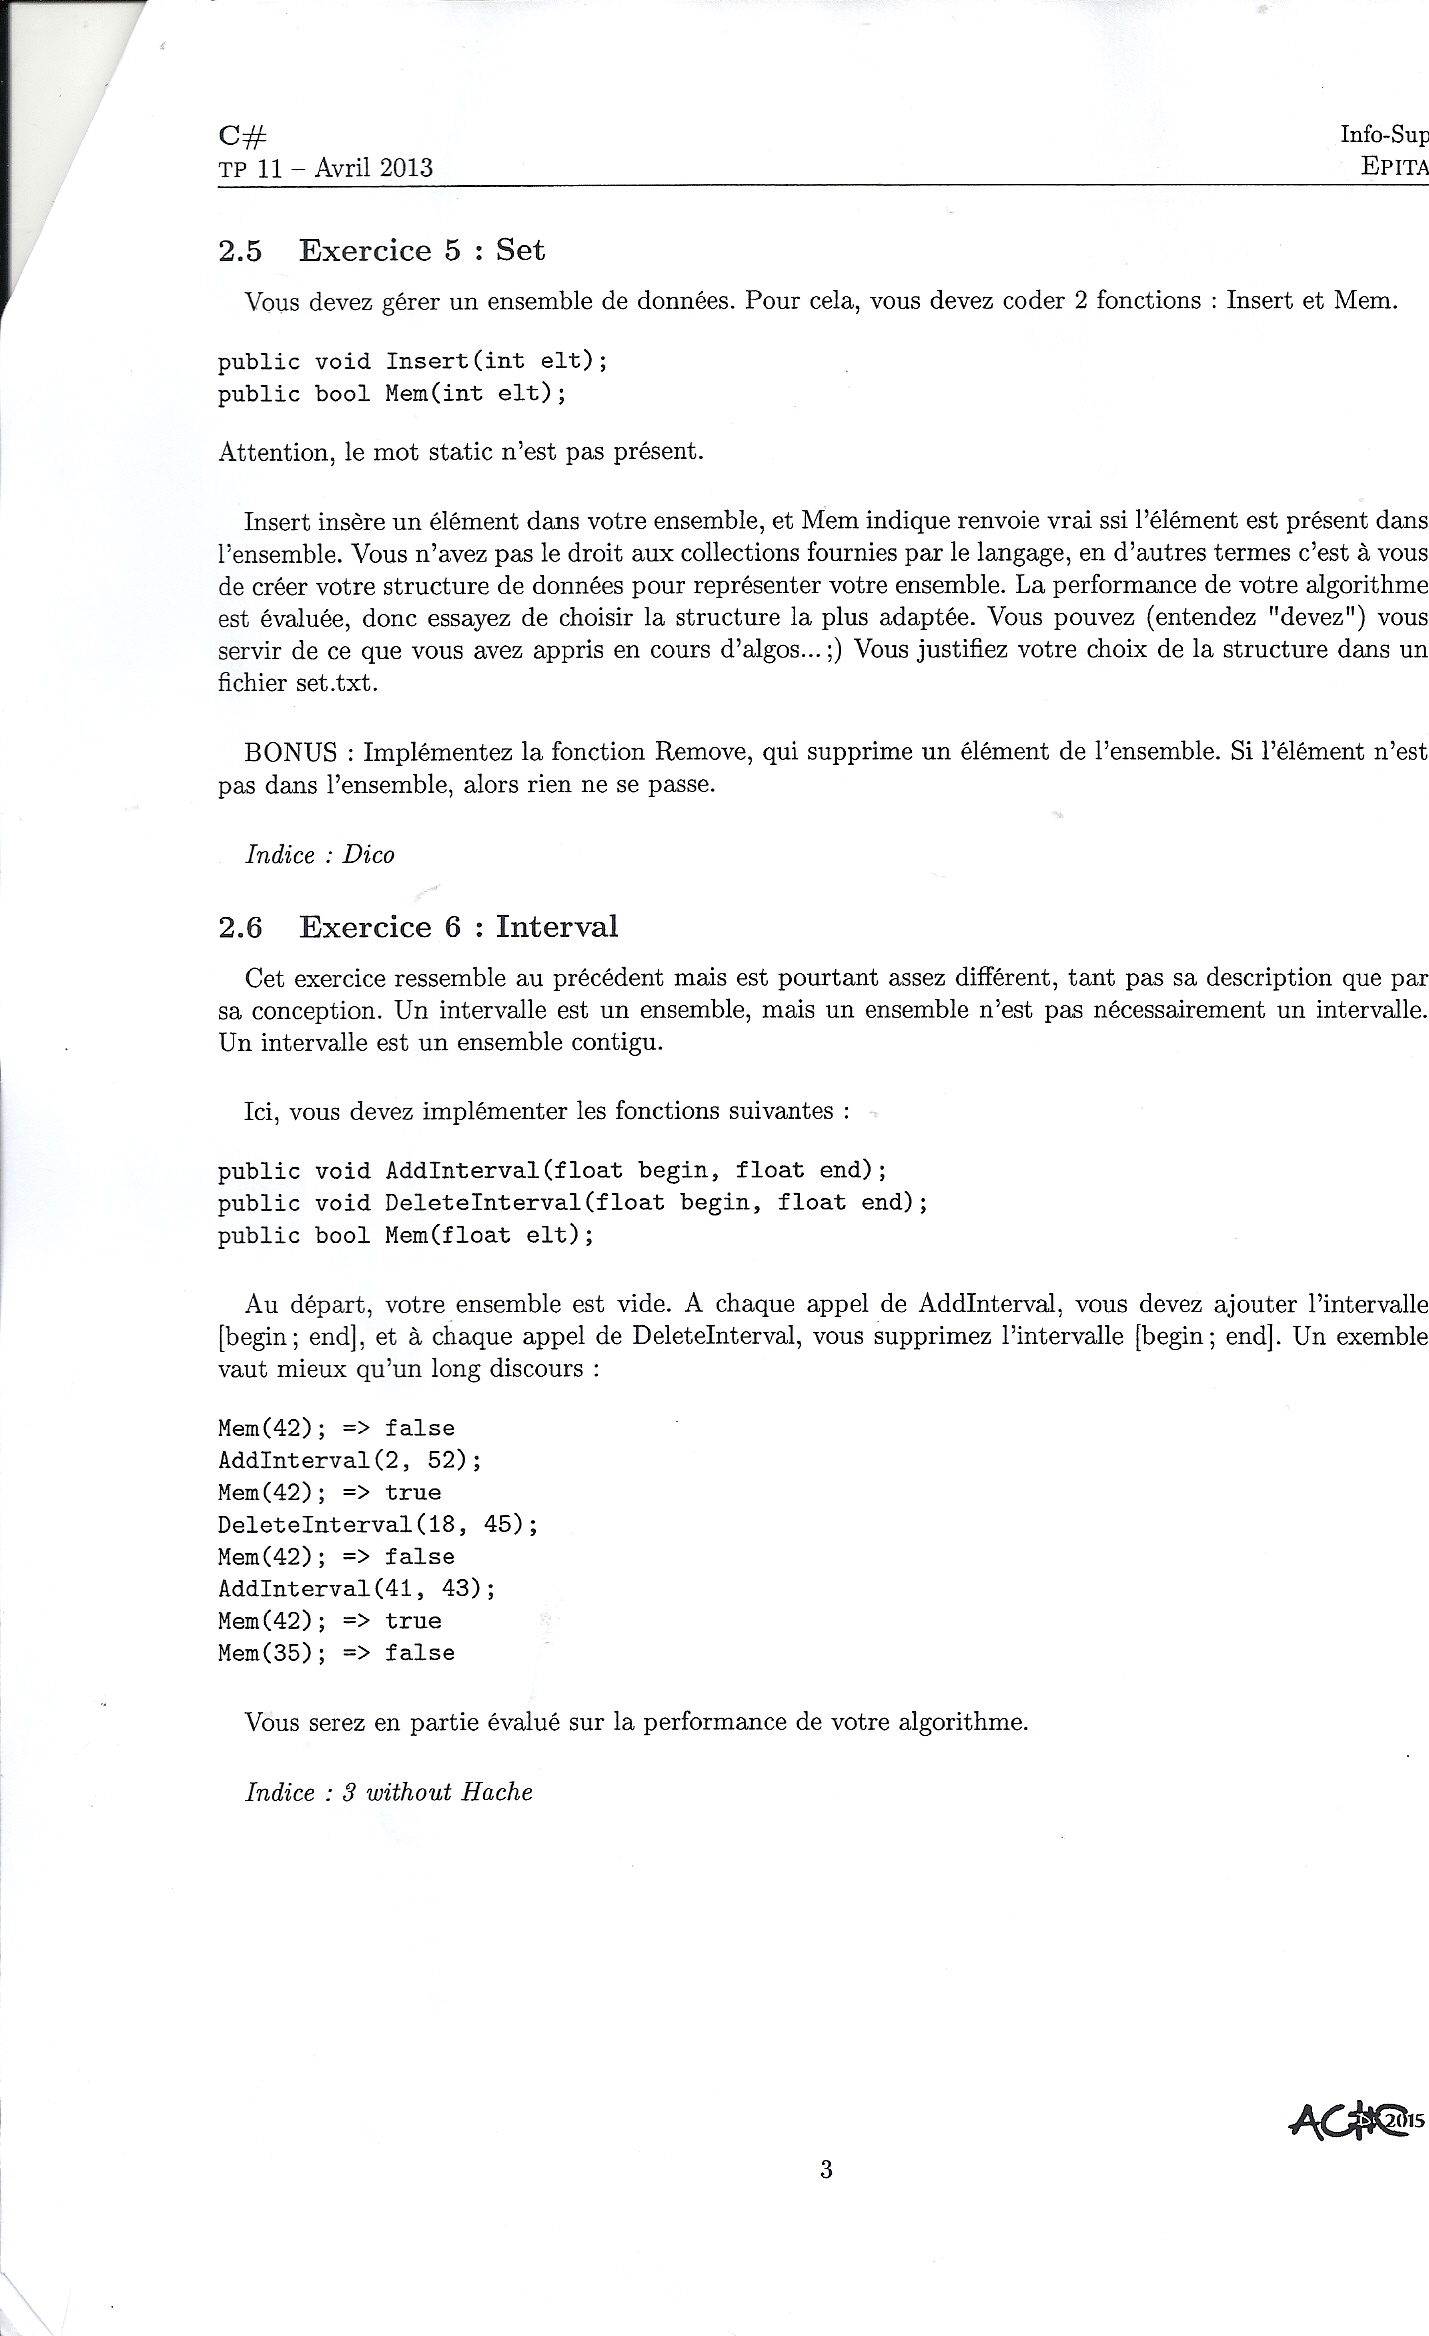 C#
TP 11 – Avril 2013
Info-Sup
EPITA
2.5 Exercice 5 : Set
Vous devez gérer un ensemble de données. Pour cela, vous devez coder 2 fonctions : Insert et Mem.
public void Insert(int elt);
public bool Mem(int elt);
Attention, le mot static n'est pas présent.
Insert insère un élément dans votre ensemble, et Mem indique renvoie vrai ssi l'élément est présent dans
l'ensemble. Vous n'avez pas le droit aux collections fournies par le langage, en d'autres termes c'est à vous
de créer votre structure de données pour représenter votre ensemble. La performance de votre algorithme
est évaluée, donc essayez de choisir la structure la plus adaptée. Vous pouvez (entendez "devez") vous
servir de ce que vous avez appris en cours d'algos... ;) Vous justifiez votre choix de la structure dans un
fichier set.txt.
BONUS : Implémentez la fonction Remove, qui supprime un élément de l'ensemble. Si l'élément n'est
pas dans l'ensemble, alors rien ne se passe.
Indice : Dico
2.6 Exercice 6 : Interval
Cet exercice ressemble au précédent mais est pourtant assez différent, tant pas sa description que par
sa conception. Un intervalle est un ensemble, mais un ensemble n'est pas nécessairement un intervalle.
Un intervalle est un ensemble contigu.
Ici, vous devez implémenter les fonctions suivantes :
public void AddInterval(float begin, float end);
public void DeleteInterval(float begin, float end);
public bool Mem(float elt);
Au départ, votre ensemble est vide. A chaque appel de AddInterval, vous devez ajouter l'intervalle
[begin ; end], et à chaque appel de DeleteInterval, vous supprimez l'intervalle [begin ; end]. Un exemble
vaut mieux qu'un long discours :
Mem(42); => false
AddInterval(2, 52);
Mem(42); => true
DeleteInterval(18, 45);
Mem(42); => false
AddInterval(41, 43);
Mem(42); => true
Mem(35); => false
Vous serez en partie évalué sur la performance de votre algorithme.
Indice : 3 without Hache
2015
3